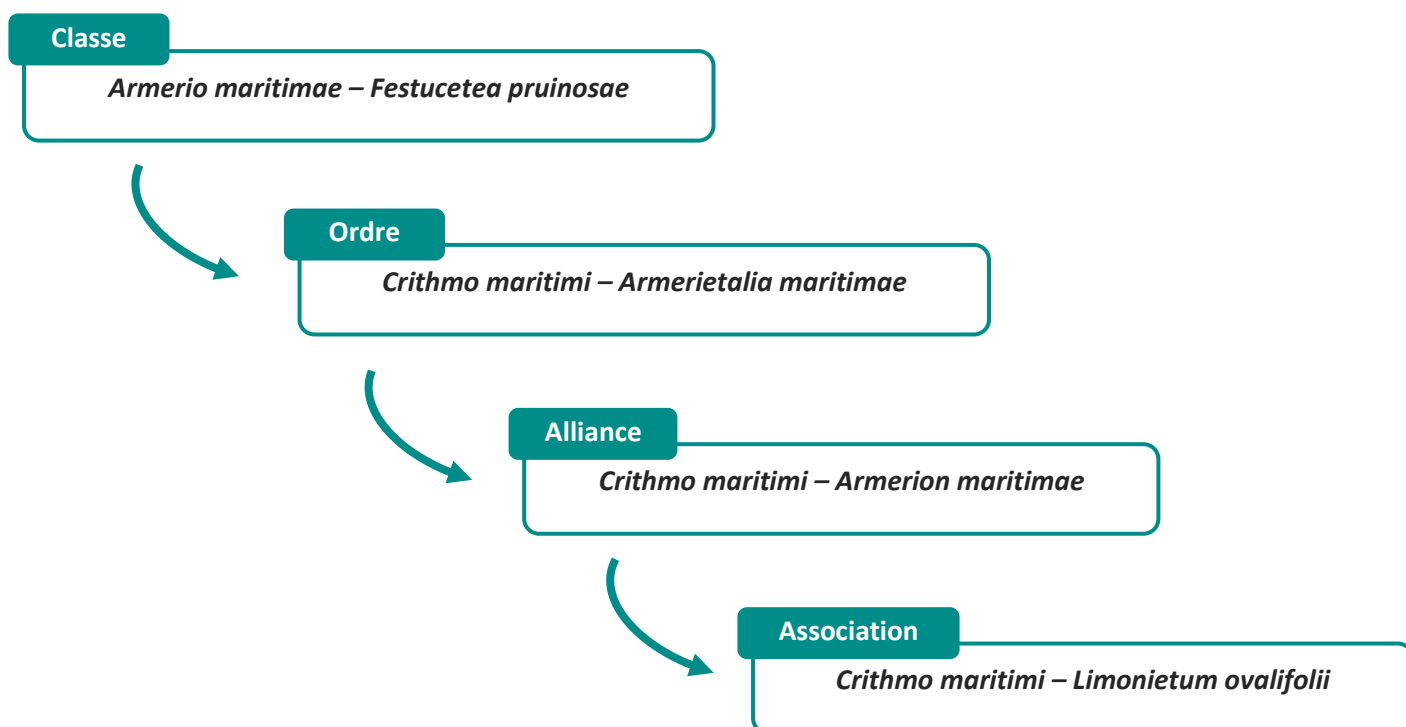 Classe
Armerio maritimae – Festucetea pruinosae
Ordre
Crithmo maritimi – Armerietalia maritimae
Alliance
Crithmo maritimi – Armerion maritimae
Association
Crithmo maritimi – Limonietum ovalifolii